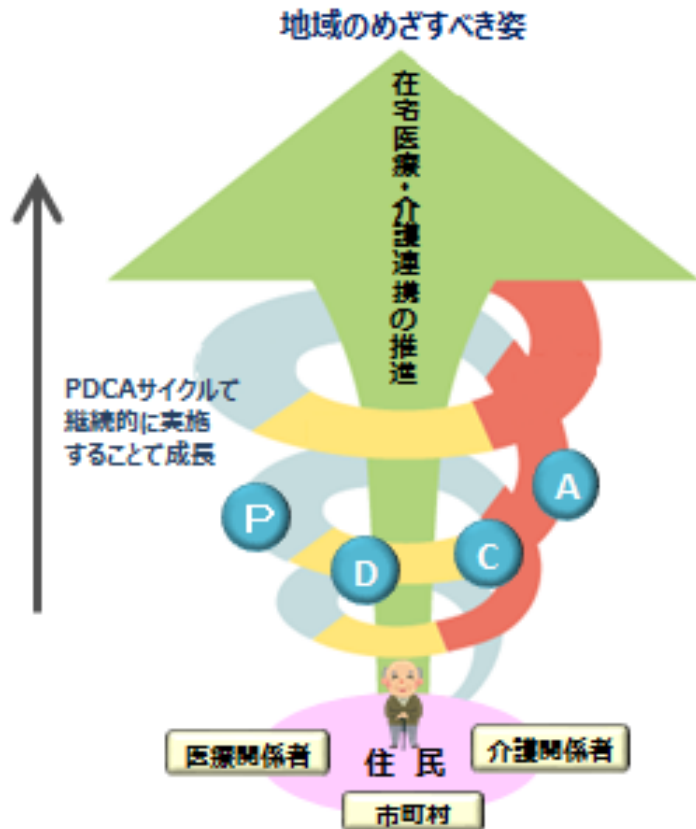 地域のめざすべき姿
在宅医療・介護連携の推進
PDCAサイクルで
継続的に実施
することで成長
P
D
C
A
医療関係者
住民
介護関係者
市町村